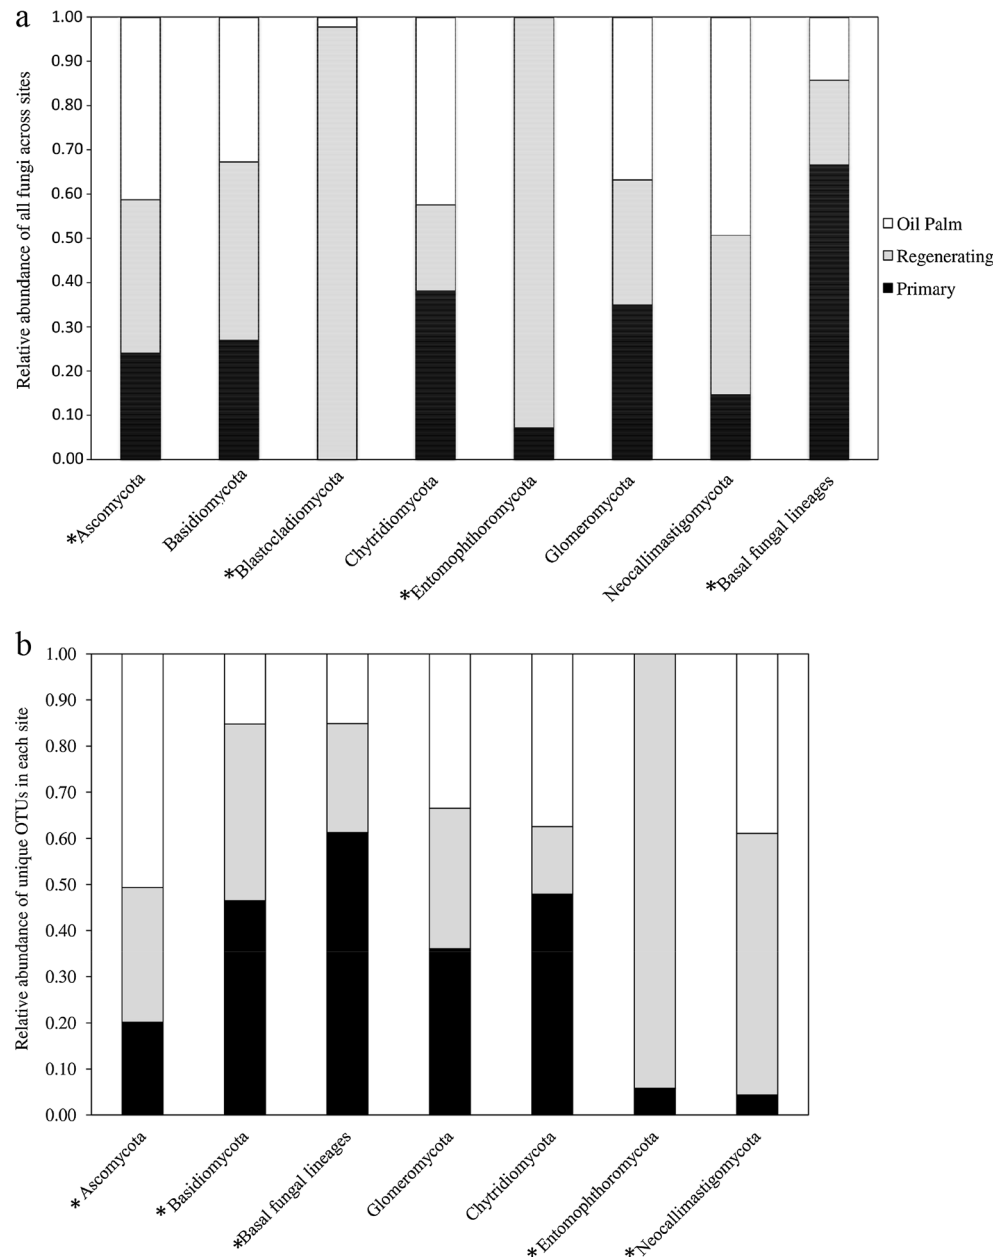 a
Relative abundance of all fungi across sites
1.00
0.90
0.80
0.70
0.60
0.50
0.40
0.30
0.20
0.10
0.00
*Ascomycota
Basidiomycota
*Blastocladiomycota
Chytridiomycota
*Entomophthoromycota
Glomeromycota
Neocallimastigomycota
*Basal fungal lineages
Oil Palm
Regenerating
Primary
b
Relative abundance of unique OTUs in each site
1.00
0.90
0.80
0.70
0.60
0.50
0.40
0.30
0.20
0.10
0.00
* Ascomycota
* Basidiomycota
*Basal fungal lineages
Glomeromycota
Chytridiomycota
* Entomophthoromycota
*Neocallimastigomycota